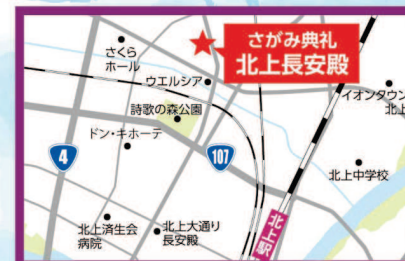 さくら
ホール
さがみ典礼
北上長安殿
ウエルシア
イオンタウン
北上
詩歌の森公園
ドン・キホーテ
4
107
北上中学校
北上済生会
病院
北上大通り
長安殿
北上駅